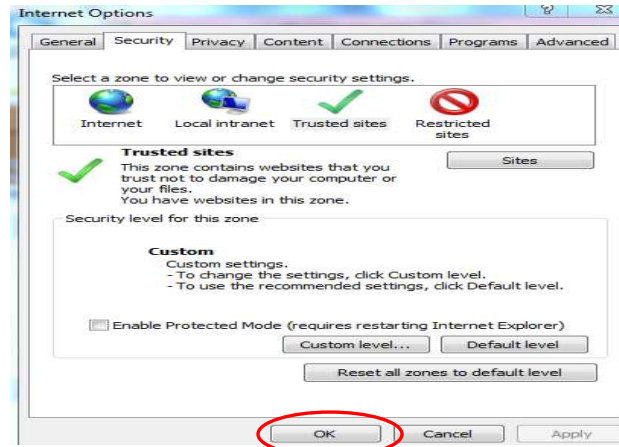 Internet Options
General Security Privacy Content Connections Programs Advanced
Select a zone to view or change security settings.
Internet Local intranet Trusted sites Restricted
sites
Trusted sites
Sites
This zone contains websites that you
trust not to damage your computer or
your files.
You have websites in this zone.
Security level for this zone
Custom
Custom settings.
- To change the settings, click Custom level.
- To use the recommended settings, click Default level.
Enable Protected Mode (requires restarting Internet Explorer)
Custom level... Default level
Reset all zones to default level
OK Cancel Apply